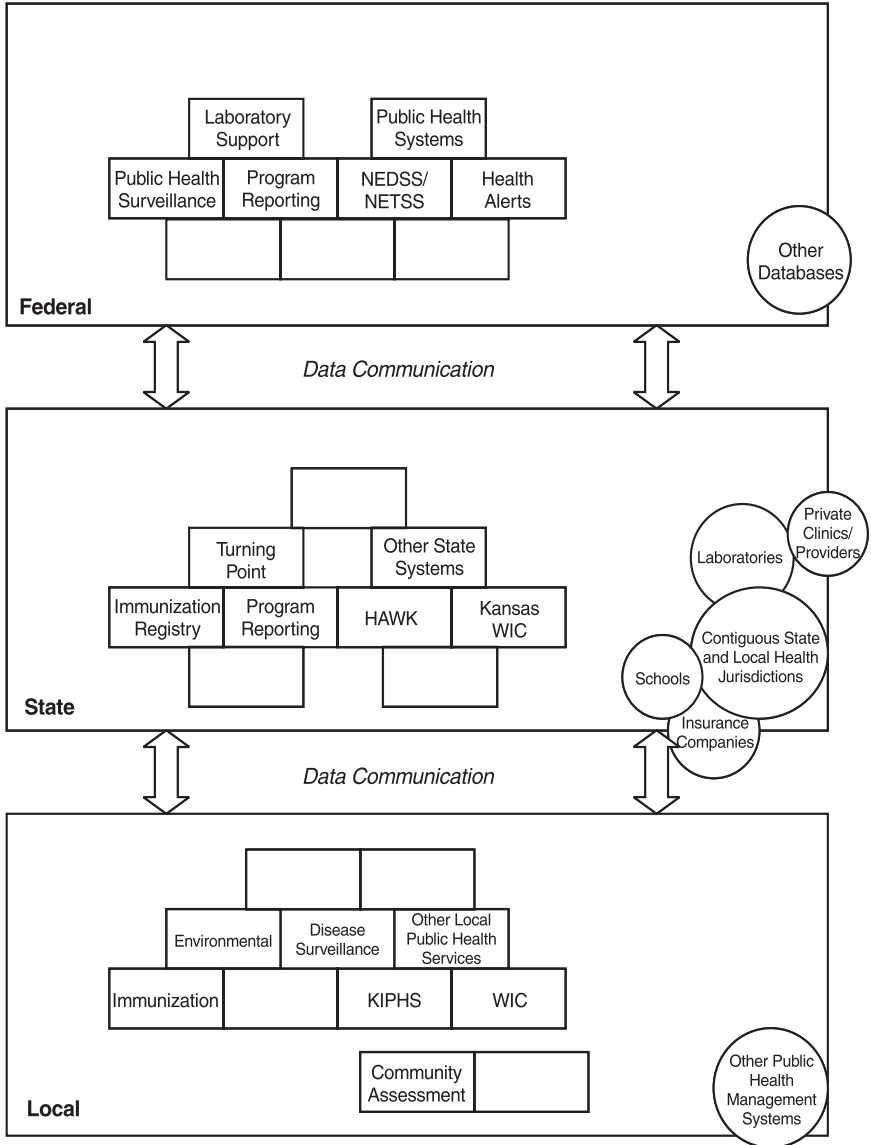 Laboratory
Support
Public Health
Systems
Public Health
Surveillance
Program
Reporting
NEDSS/
NETSS
Health
Alerts
Other
Databases
Federal
Data Communication
Turning
Point
Other State
Systems
Immunization
Registry
Program
Reporting
HAWK
Kansas
WIC
Private
Clinics/
Providers
Laboratories
Contiguous State
and Local Health
Jurisdictions
Schools
Insurance
Companies
State
Data Communication
Environmental
Disease
Surveillance
Other Local
Public Health
Services
Immunization
KIPHS
WIC
Community
Assessment
Other Public
Health
Management
Systems
Local